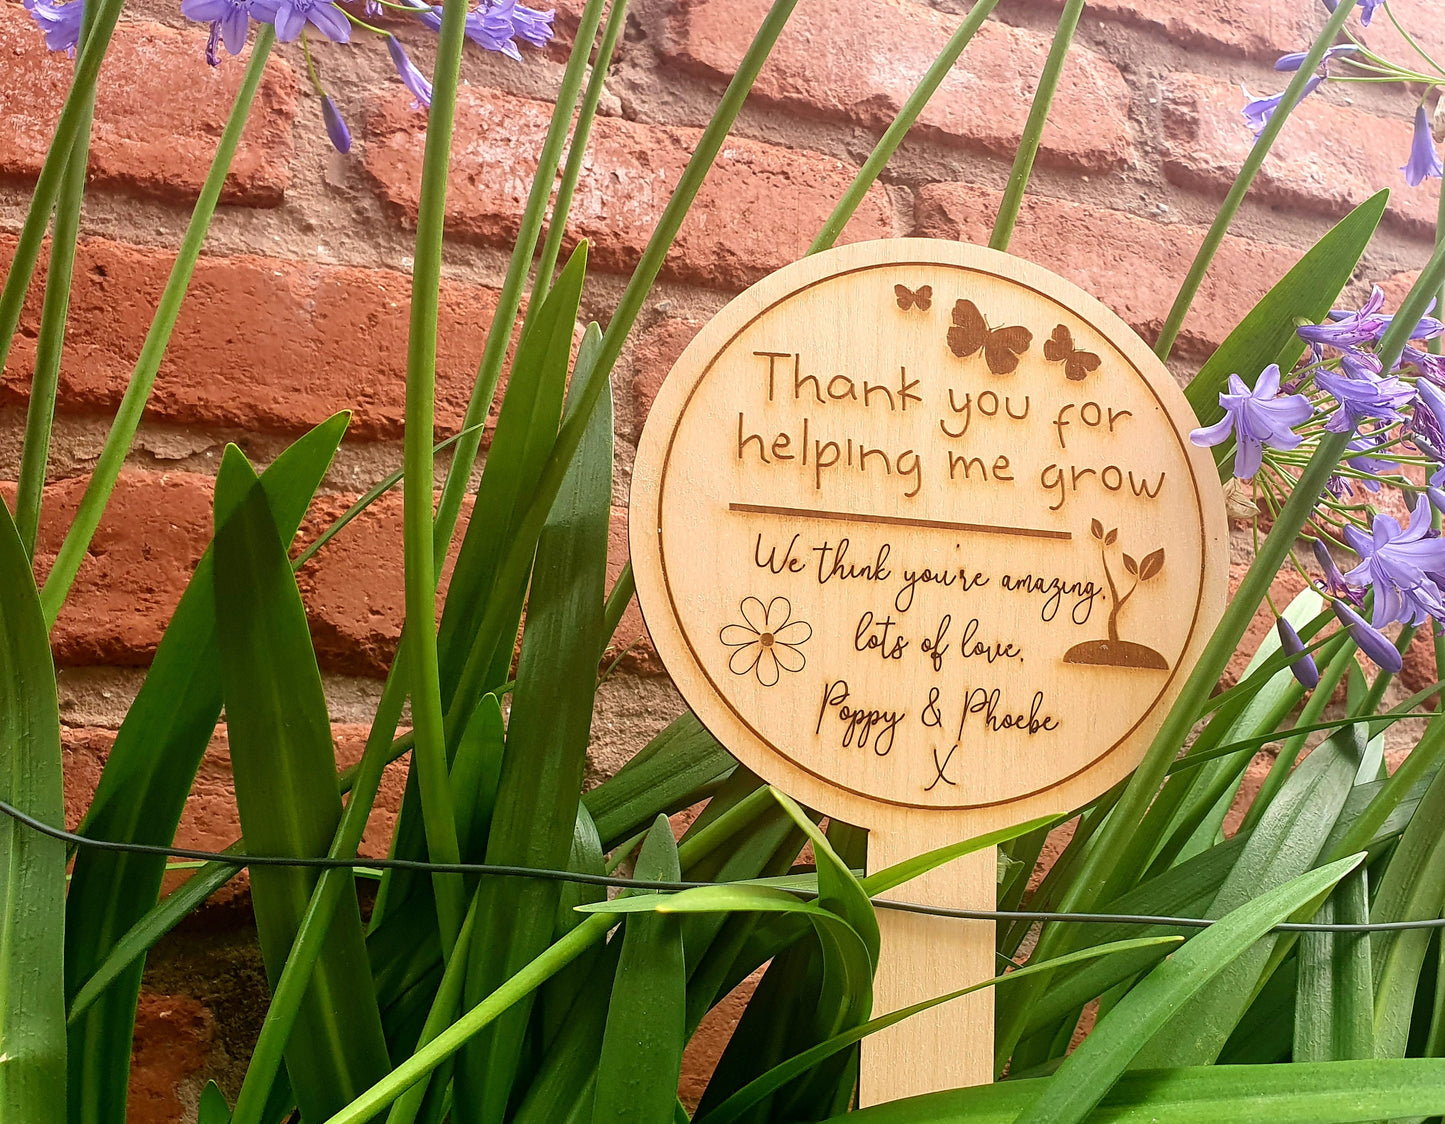 Thank you for
helping me grow
We think you're amazing.
lots of love,
Poppy & Phoebe
X